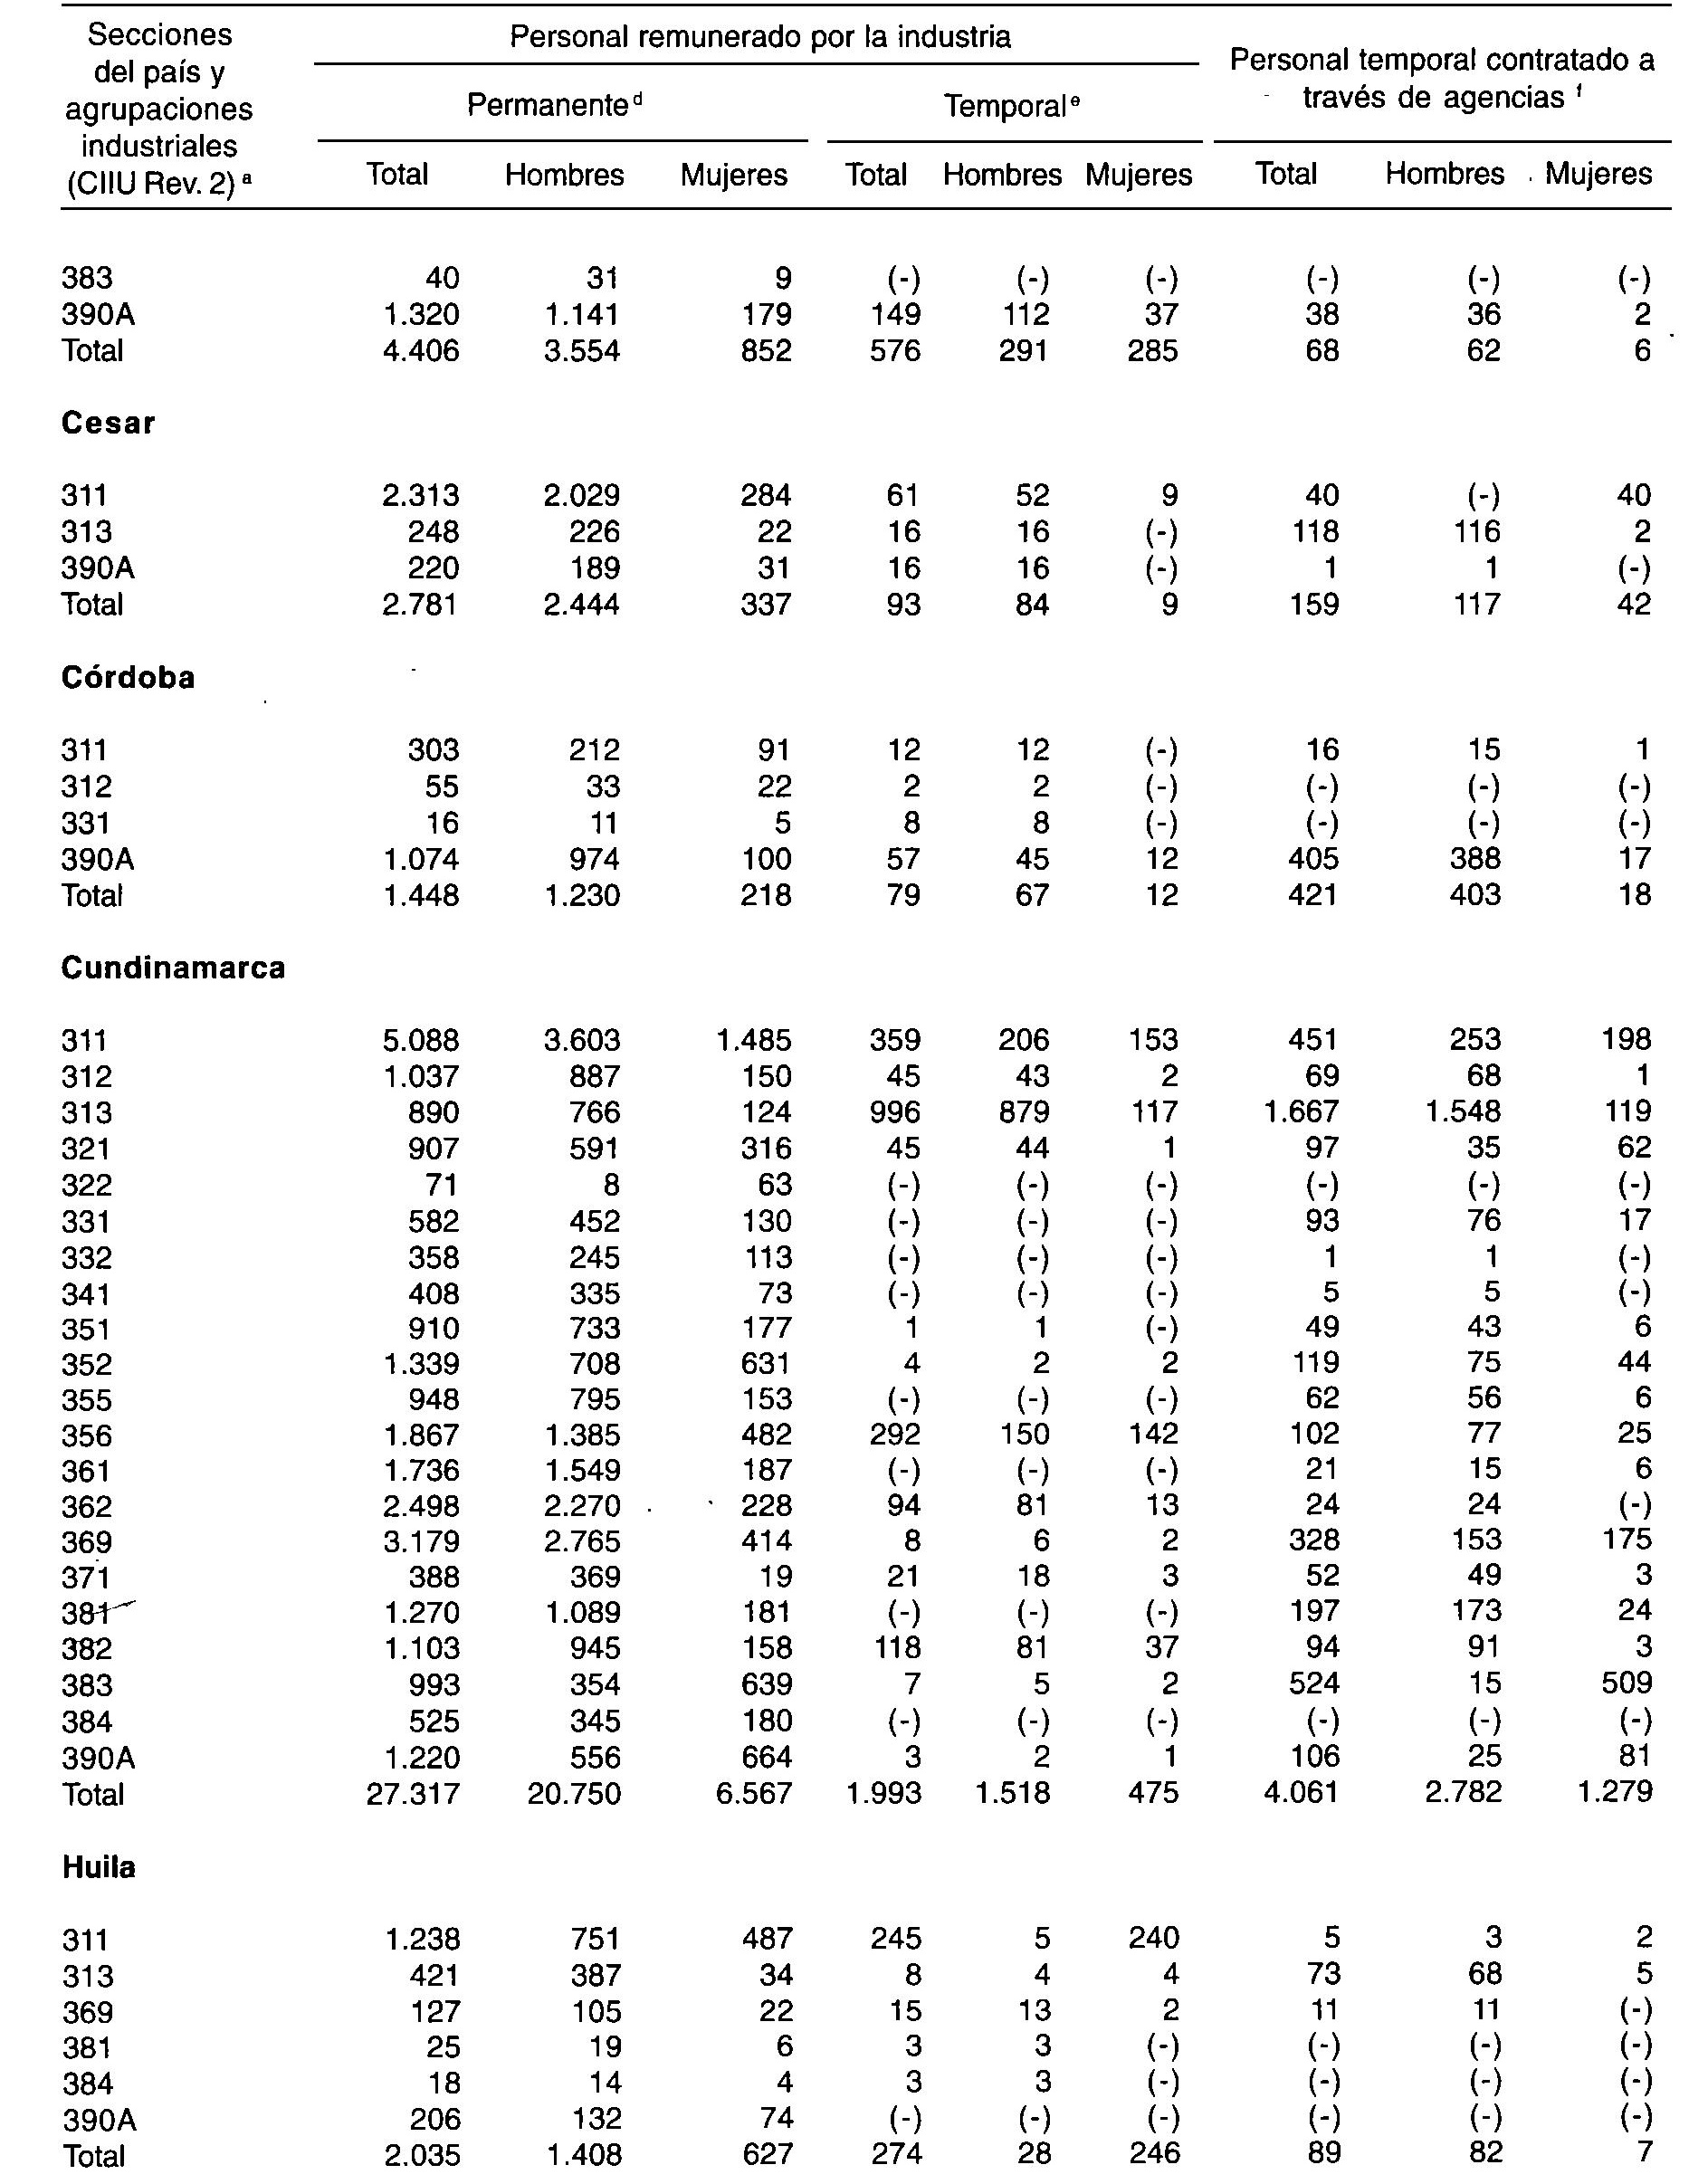 Secciones del país y agrupaciones industriales (CIIU Rev. 2) a
Personal remunerado por la industria
Personal temporal contratado a través de agencias f
Permanente d Temporal e
Total Hombres Mujeres Total Hombres Mujeres Total Hombres Mujeres
383 40 31 9 (-) (-) (-) (-) (-) (-)
390A 1.320 1.141 179 149 112 37 38 36 2
Total 4.406 3.554 852 576 291 285 68 62 6
Cesar
311 2.313 2.029 284 61 52 9 40 (-) 40
313 248 226 22 16 16 (-) 118 116 2
390A 220 189 31 16 16 (-) 1 1 (-)
Total 2.781 2.444 337 93 84 9 159 117 42
Córdoba
311 303 212 91 12 12 (-) 16 15 1
312 55 33 22 2 2 (-) (-) (-) (-)
331 16 11 5 8 8 (-) (-) (-) (-)
390A 1.074 974 100 57 45 12 405 388 17
Total 1.448 1.230 218 79 67 12 421 403 18
Cundinamarca
311 5.088 3.603 1.485 359 206 153 451 253 198
312 1.037 887 150 45 43 2 69 68 1
313 890 766 124 996 879 117 1.667 1.548 119
321 907 591 316 45 44 1 97 35 62
322 71 8 63 (-) (-) (-) (-) (-) (-)
331 582 452 130 (-) (-) (-) 93 76 17
332 358 245 113 (-) (-) (-) 1 1 (-)
341 408 335 73 (-) (-) (-) 5 5 (-)
351 910 733 177 1 1 (-) 49 43 6
352 1.339 708 631 4 2 2 119 75 44
355 948 795 153 (-) (-) (-) 62 56 6
356 1.867 1.385 482 292 150 142 102 77 25
361 1.736 1.549 187 (-) (-) (-) 21 15 6
362 2.498 2.270 228 94 81 13 24 24 (-)
369 3.179 2.765 414 8 6 2 328 153 175
371 388 369 19 21 18 3 52 49 3
381 1.270 1.089 181 (-) (-) (-) 197 173 24
382 1.103 945 158 118 81 37 94 91 3
383 993 354 639 7 5 2 524 15 509
384 525 345 180 (-) (-) (-) (-) (-) (-)
390A 1.220 556 664 3 2 1 106 25 81
Total 27.317 20.750 6.567 1.993 1.518 475 4.061 2.782 1.279
Huila
311 1.238 751 487 245 5 240 5 3 2
313 421 387 34 8 4 4 73 68 5
369 127 105 22 15 13 2 11 11 (-)
381 25 19 6 3 3 (-) (-) (-) (-)
384 18 14 4 3 3 (-) (-) (-) (-)
390A 206 132 74 (-) (-) (-) (-) (-) (-)
Total 2.035 1.408 627 274 28 246 89 82 7